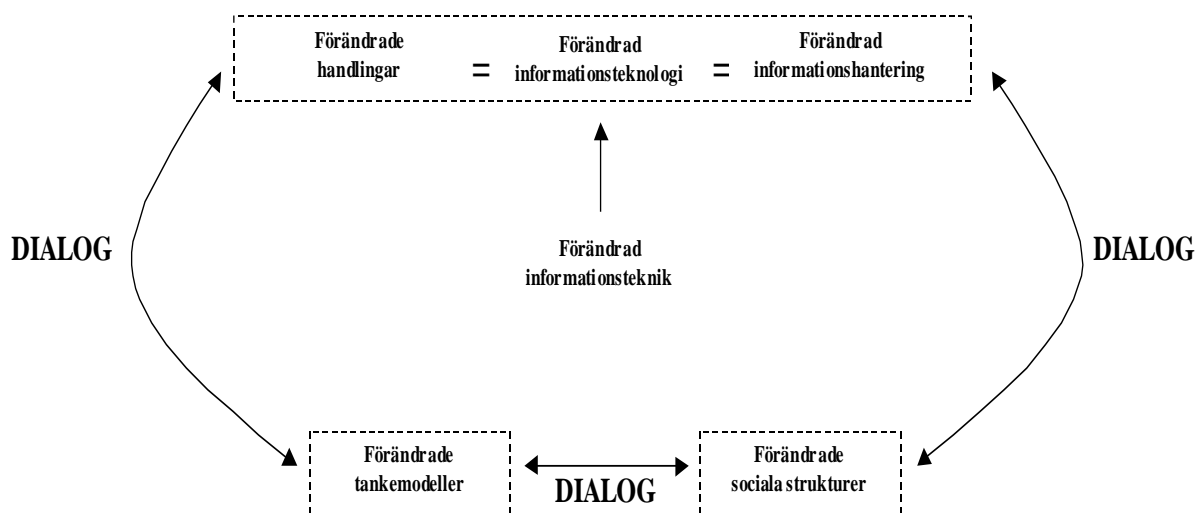 Förändrade
handlingar
=
Förändrad
informationsteknologi
=
Förändrad
informationshantering
DIALOG
Förändrad
informationsteknik
DIALOG
Förändrade
tankemodeller
DIALOG
Förändrade
sociala strukturer